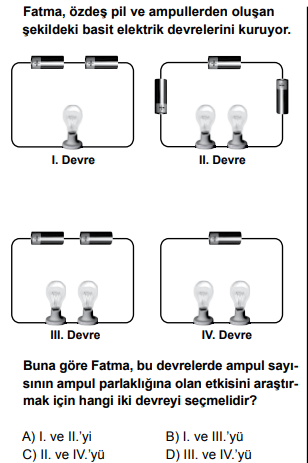 Fatma, özdeş pil ve ampullerden oluşan
şekildeki basit elektrik devrelerini kuruyor.
I. Devre
II. Devre
III. Devre
IV. Devre
Buna göre Fatma, bu devrelerde ampul sayı-
sının ampul parlaklığına olan etkisini araştır-
mak için hangi iki devreyi seçmelidir?
A) I. ve II.'yi
B) I. ve III.'yü
C) II. ve IV.'yü
D) III. ve IV.'yü